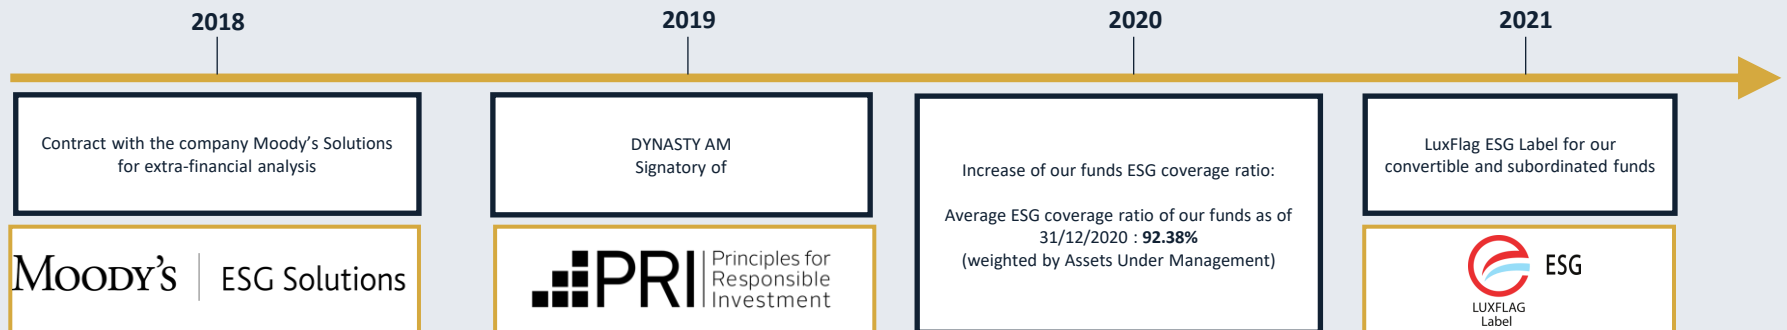 2018
2019
2020
2021
Contract with the company Moody's Solutions
for extra-financial analysis
MOODY'S
ESG Solutions
DYNASTY AM
Signatory of
PRI
Principles for
Responsible
Investment
Increase of our funds ESG coverage ratio:
Average ESG coverage ratio of our funds as of
31/12/2020 : 92.38%
(weighted by Assets Under Management)
LuxFlag ESG Label for our
convertible and subordinated funds
ESG
LUXFLAG
Label